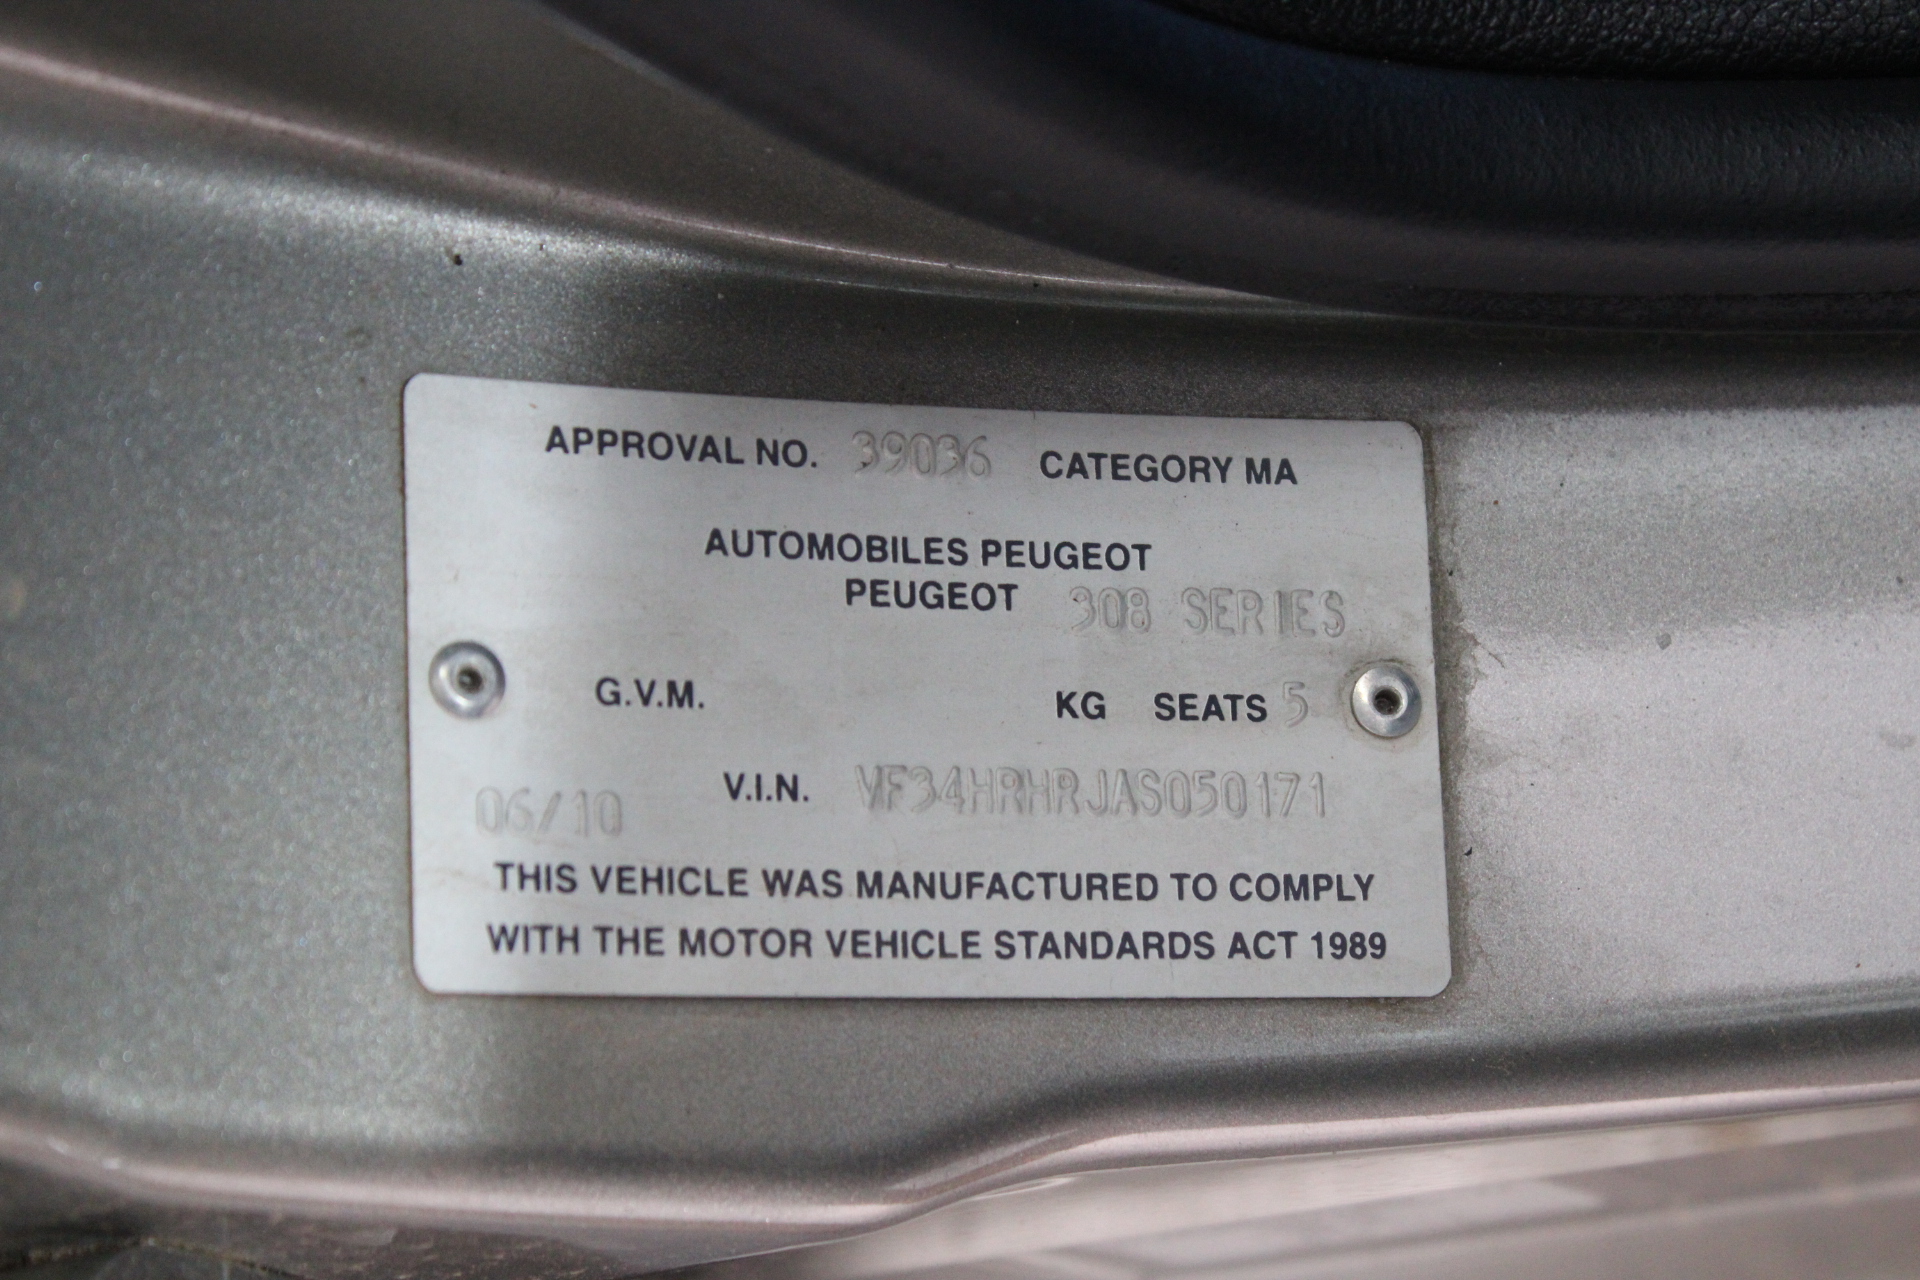 APPROVAL NO. 39036 CATEGORY MA
AUTOMOBILES PEUGEOT
PEUGEOT 308 SERIES
G.V.M. KG SEATS 5
06/10 V.I.N. VF34HRHRJAS050171
THIS VEHICLE WAS MANUFACTURED TO COMPLY
WITH THE MOTOR VEHICLE STANDARDS ACT 1989